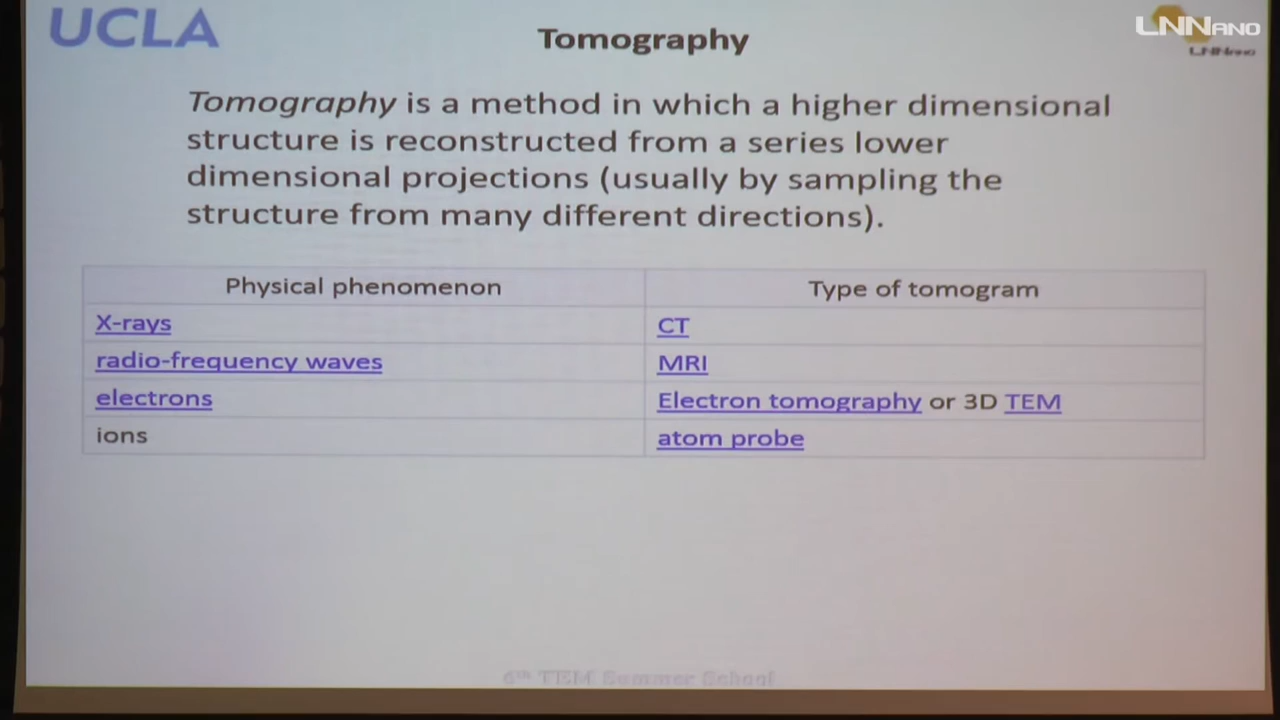 UCLA
Tomography
LNNANO
LNNano
Tomography is a method in which a higher dimensional
structure is reconstructed from a series lower
dimensional projections (usually by sampling the
structure from many different directions).
Physical phenomenon Type of tomogram
X-rays CT
radio-frequency waves MRI
electrons Electron tomography or 3D TEM
ions atom probe
6th TEM Summer School